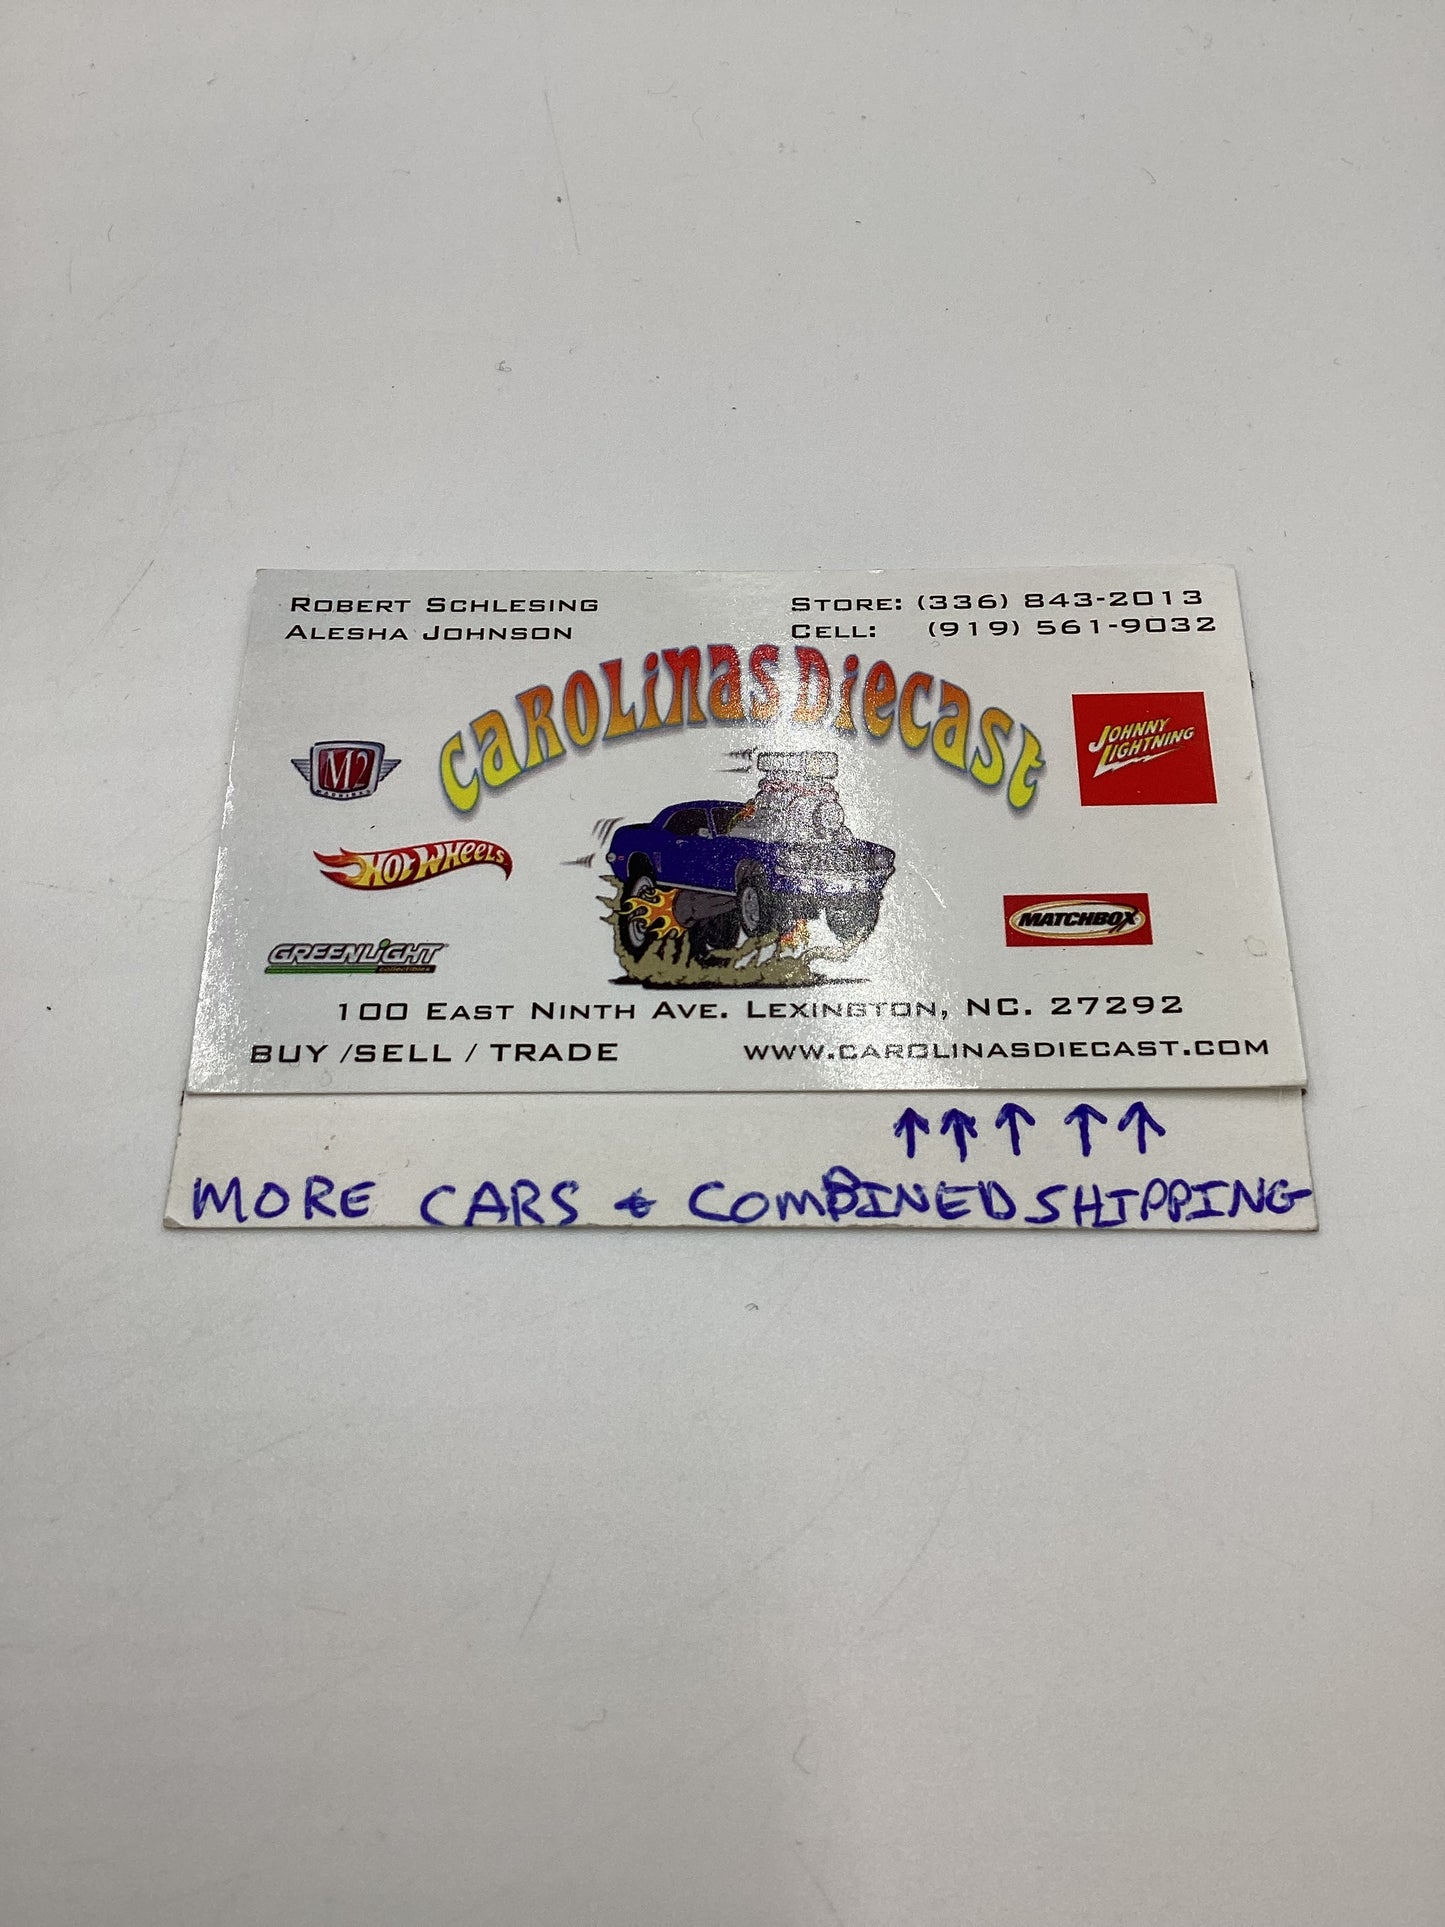 ROBERT SCHLESING
ALESHA JOHNSON
STORE: (336) 843-2013
CELL: (919) 561-9032
CAROLINAS DIECAST
M2
MACHINES
JOHNNY
LIGHTNING
HOT WHEELS
MATCHBOX
GREENLIGHT
collectibles
100 EAST NINTH AVE. LEXINGTON, NC. 27292
BUY /SELL / TRADE
WWW.CAROLINASDIECAST.COM
↑ ↑ ↑ ↑ ↑
MORE CARS & COMBINED SHIPPING